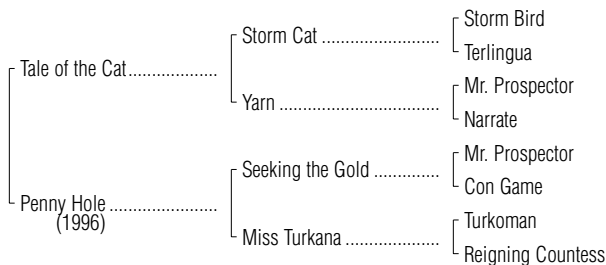 Storm Bird
Storm Cat ........................
Terlingua
Tale of the Cat..................
Mr. Prospector
Yarn .................................
Narrate
Mr. Prospector
Seeking the Gold ..............
Con Game
Penny Hole ......................
(1996)
Turkoman
Miss Turkana ...................
Reigning Countess